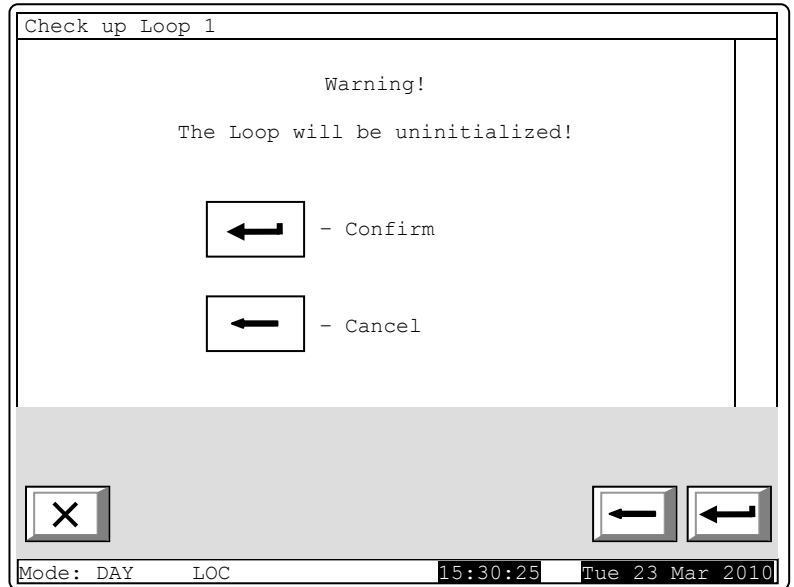 Check up Loop 1
Warning!
The Loop will be uninitialized!
- Confirm
- Cancel
Mode: DAY LOC 15:30:25 Tue 23 Mar 2010